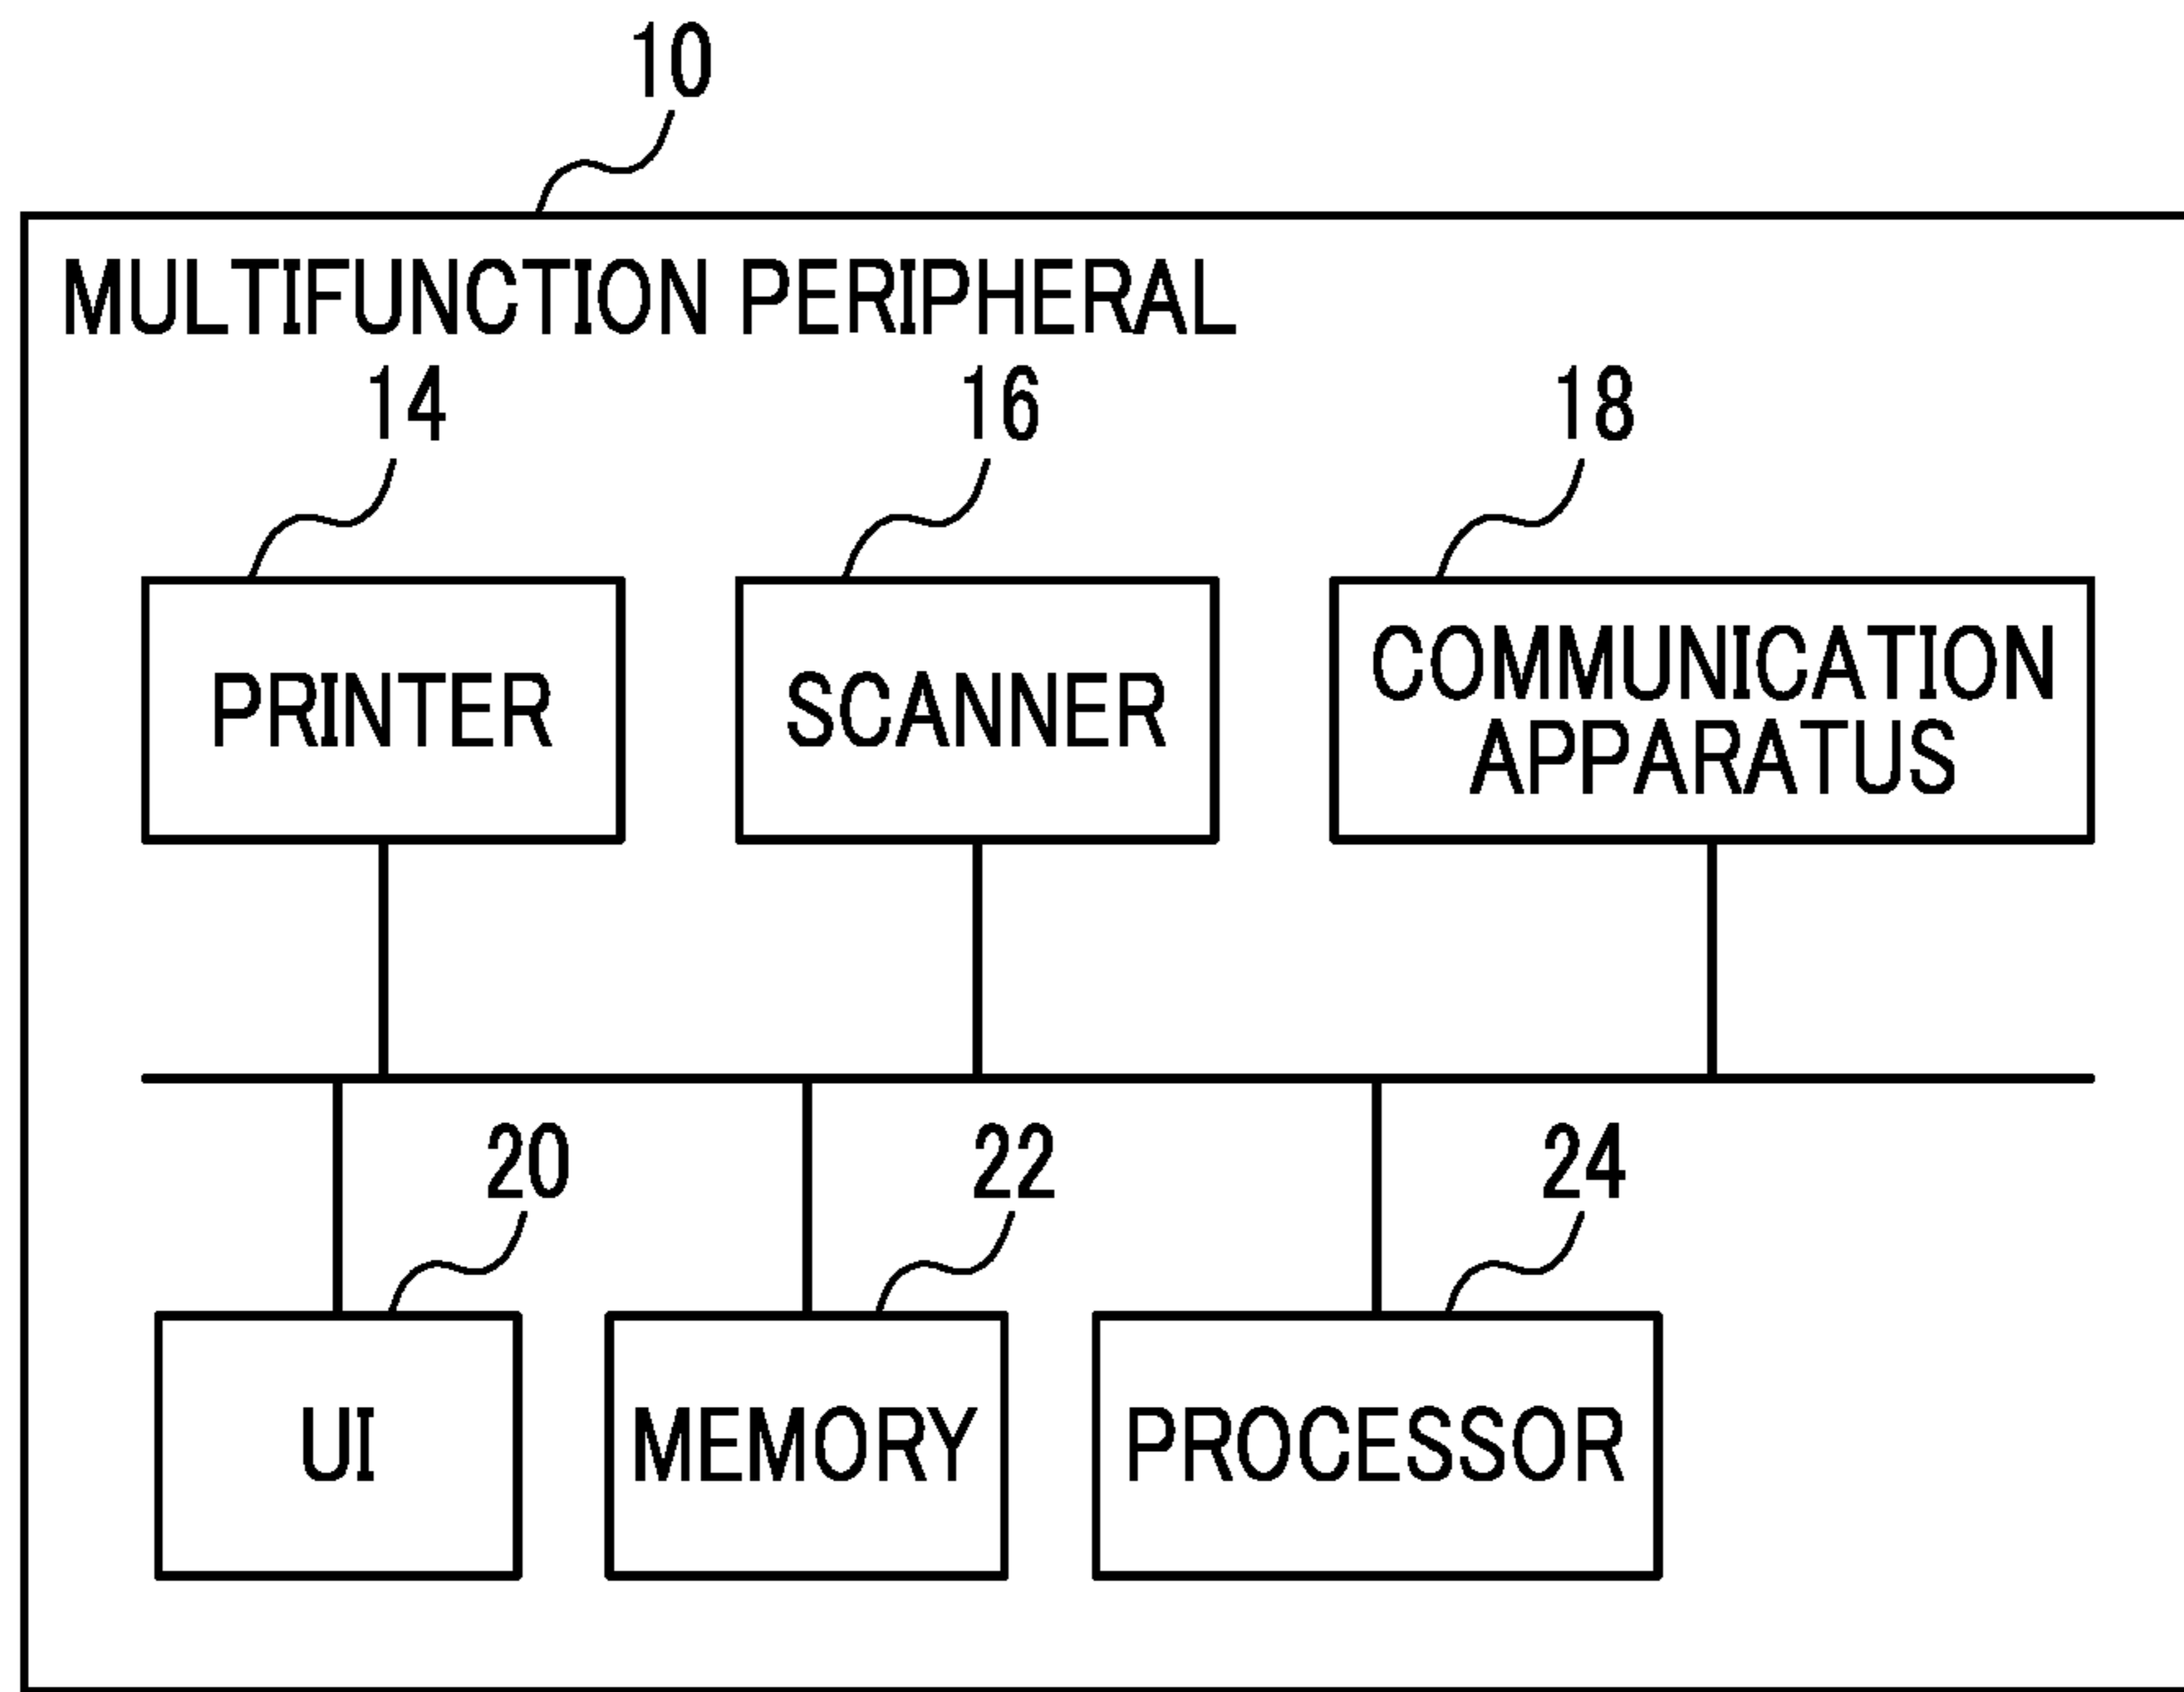 10
MULTIFUNCTION PERIPHERAL
14
16
18
PRINTER
SCANNER
COMMUNICATION
APPARATUS
20
22
24
UI
MEMORY
PROCESSOR